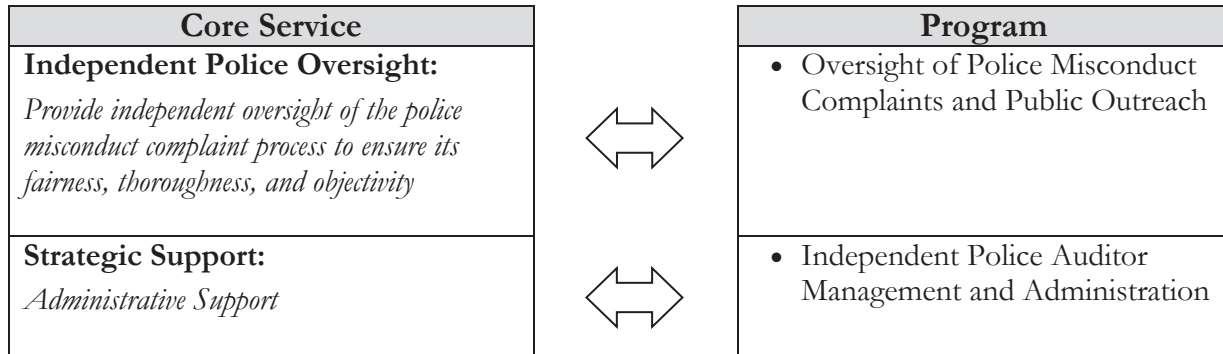 Core Service
Independent Police Oversight:
Provide independent oversight of the police
misconduct complaint process to ensure its
fairness, thoroughness, and objectivity
Strategic Support:
Administrative Support
Program
• Oversight of Police Misconduct
Complaints and Public Outreach
• Independent Police Auditor
Management and Administration